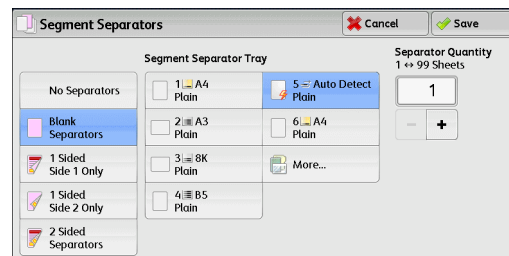 Segment Separators
Cancel
Save
Segment Separator Tray
Separator Quantity
1 ↔ 99 Sheets
No Separators
Blank
Separators
1 Sided
Side 1 Only
1 Sided
Side 2 Only
2 Sided
Separators
1 A4
Plain
2 A3
Plain
3 8K
Plain
4 B5
Plain
5 Auto Detect
Plain
6 A4
Plain
More...
1
− +